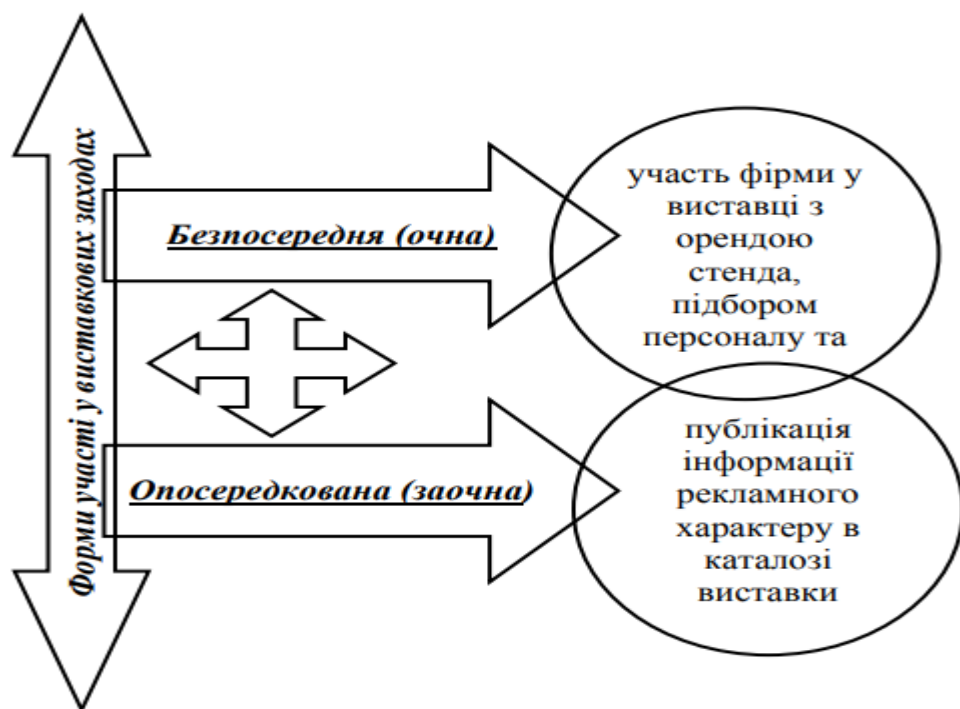 Форми участі у виставкових заходах
Безпосередня (очна)
участь фірми у
виставці з
орендою
стенда,
підбором
персоналу та
Опосередкована (заочна)
публікація
інформації
рекламного
характеру в
каталозі
виставки